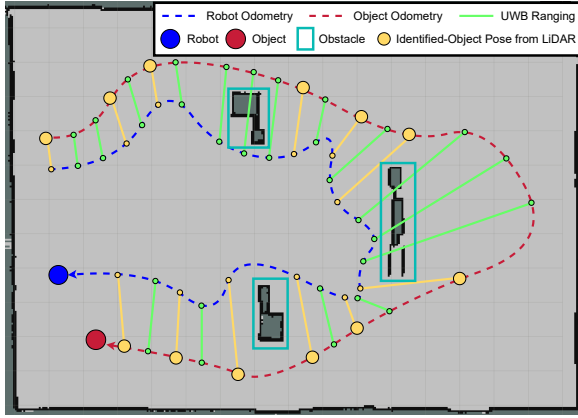 Robot Odometry Object Odometry UWB Ranging
Robot Object Obstacle Identified-Object Pose from LiDAR